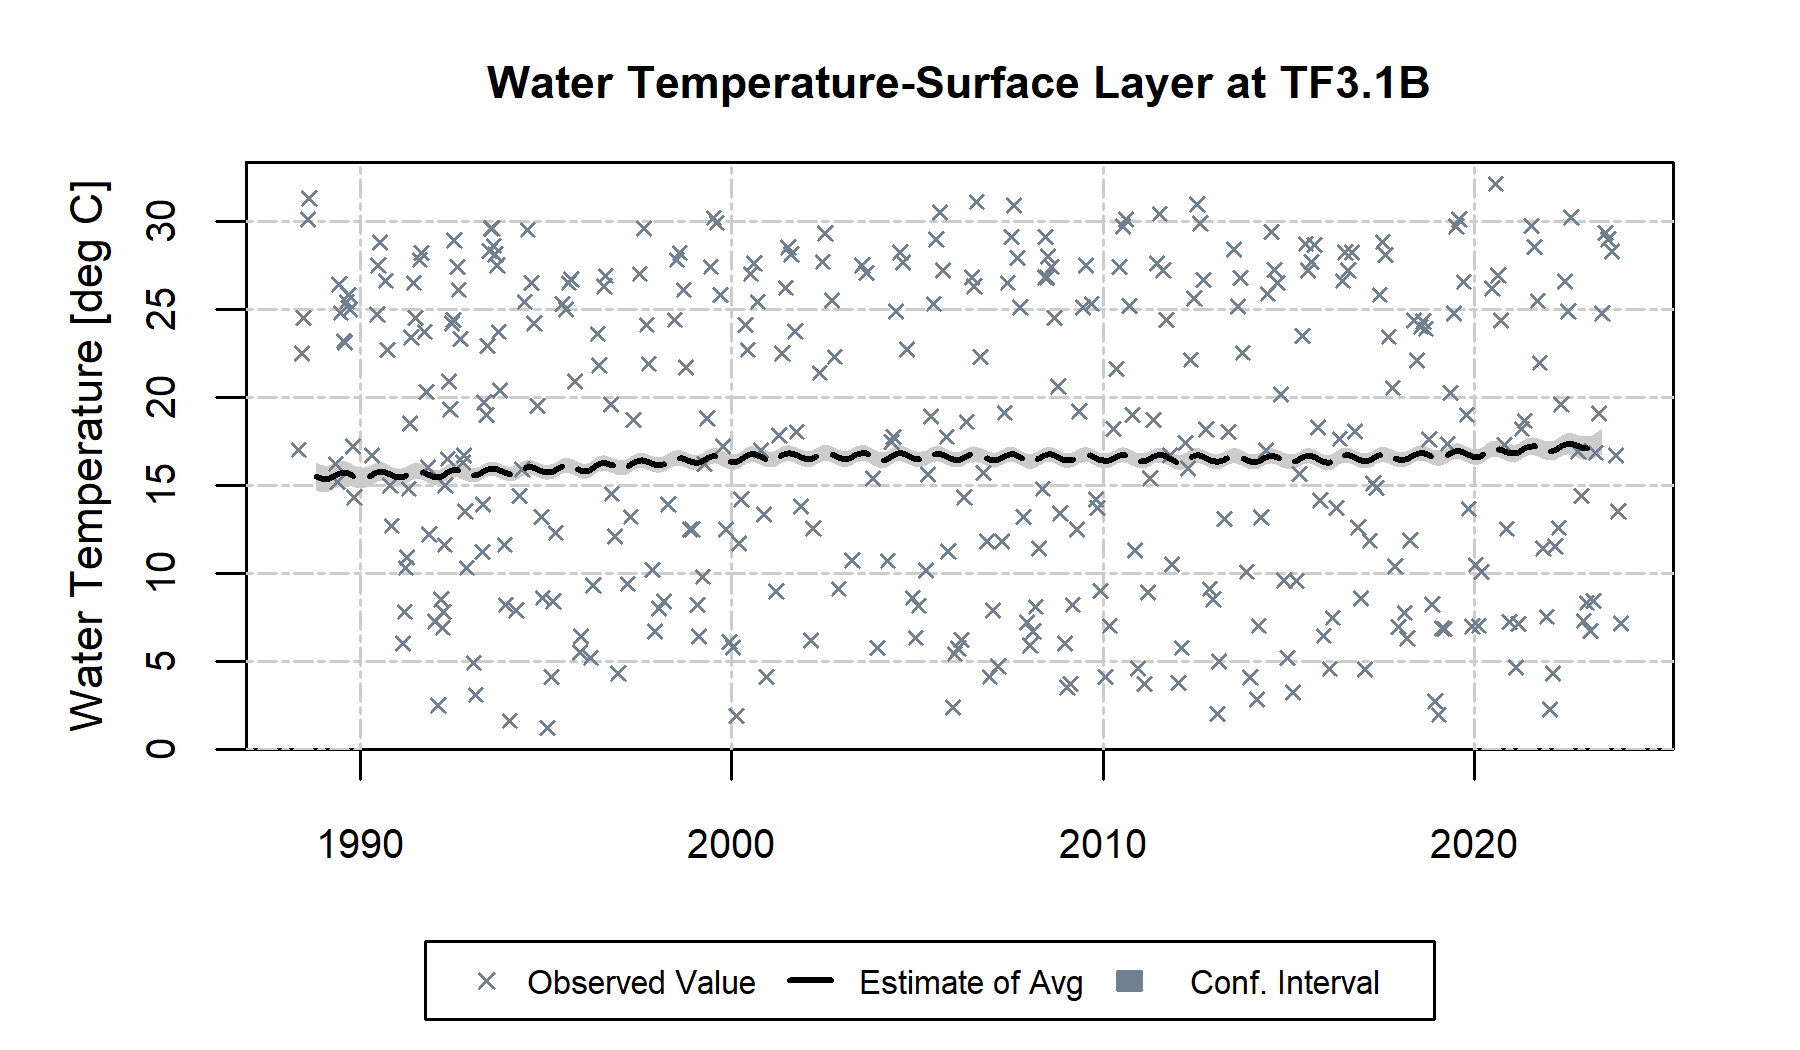 Water Temperature-Surface Layer at TF3.1B
Water Temperature [deg C]
30
25
20
15
10
5
0
1990 2000 2010 2020
Observed Value Estimate of Avg Conf. Interval